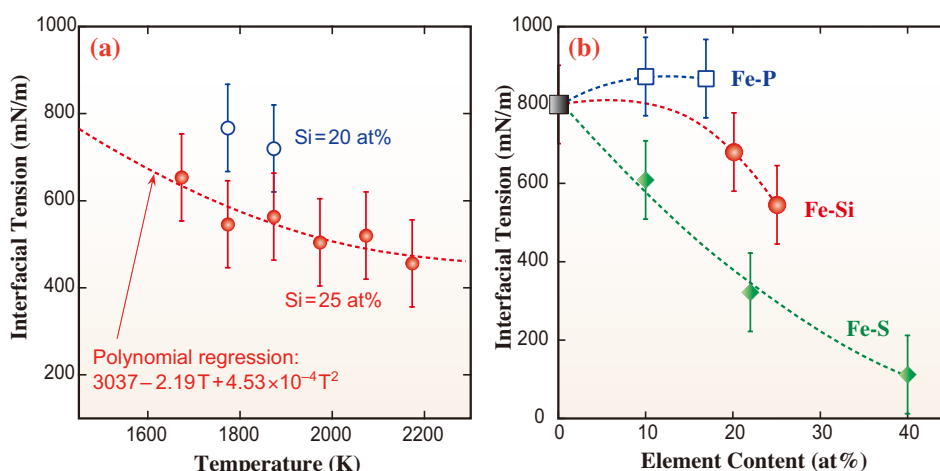 (a)
1000
800
600
400
200
Interfacial Tension (mN/m)
Si=20 at%
Si=25 at%
Polynomial regression:
3037−2.19T+4.53×10⁻⁴T²
1600 1800 2000 2200
Temperature (K)
(b)
1000
800
600
400
200
0
Interfacial Tension (mN/m)
Fe-P
Fe-Si
Fe-S
0 10 20 30 40
Element Content (at%)